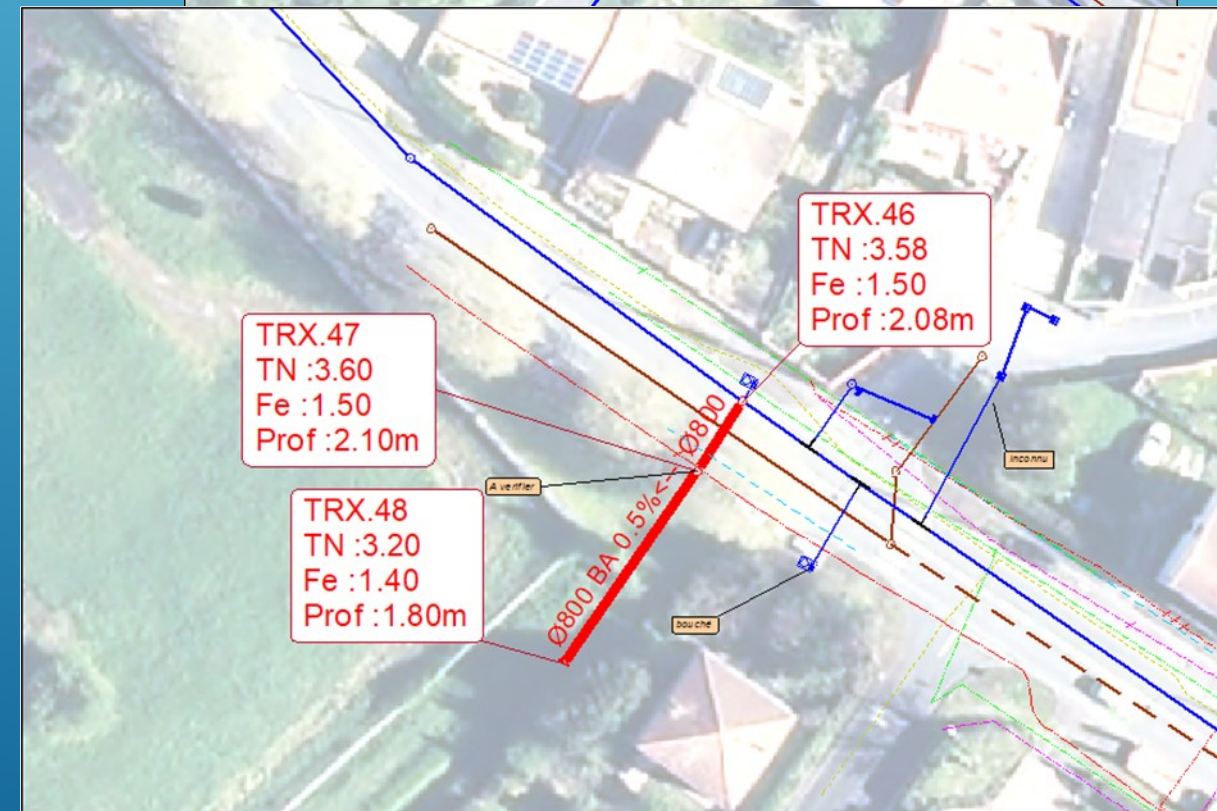 TRX.46
TN :3.58
Fe :1.50
Prof :2.08m
TRX.47
TN :3.60
Fe :1.50
Prof :2.10m
Ø800
A verifier
inconnu
TRX.48
TN :3.20
Fe :1.40
Prof :1.80m
Ø800 BA 0.5%<--
bouché